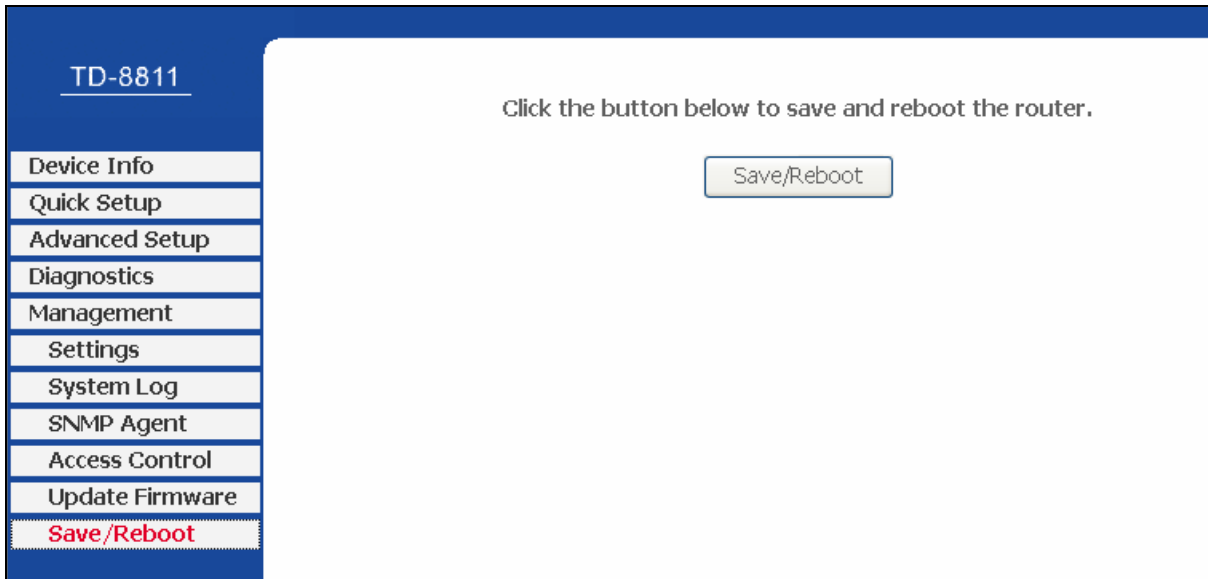 TD-8811
Device Info
Quick Setup
Advanced Setup
Diagnostics
Management
Settings
System Log
SNMP Agent
Access Control
Update Firmware
Save/Reboot
Click the button below to save and reboot the router.
Save/Reboot